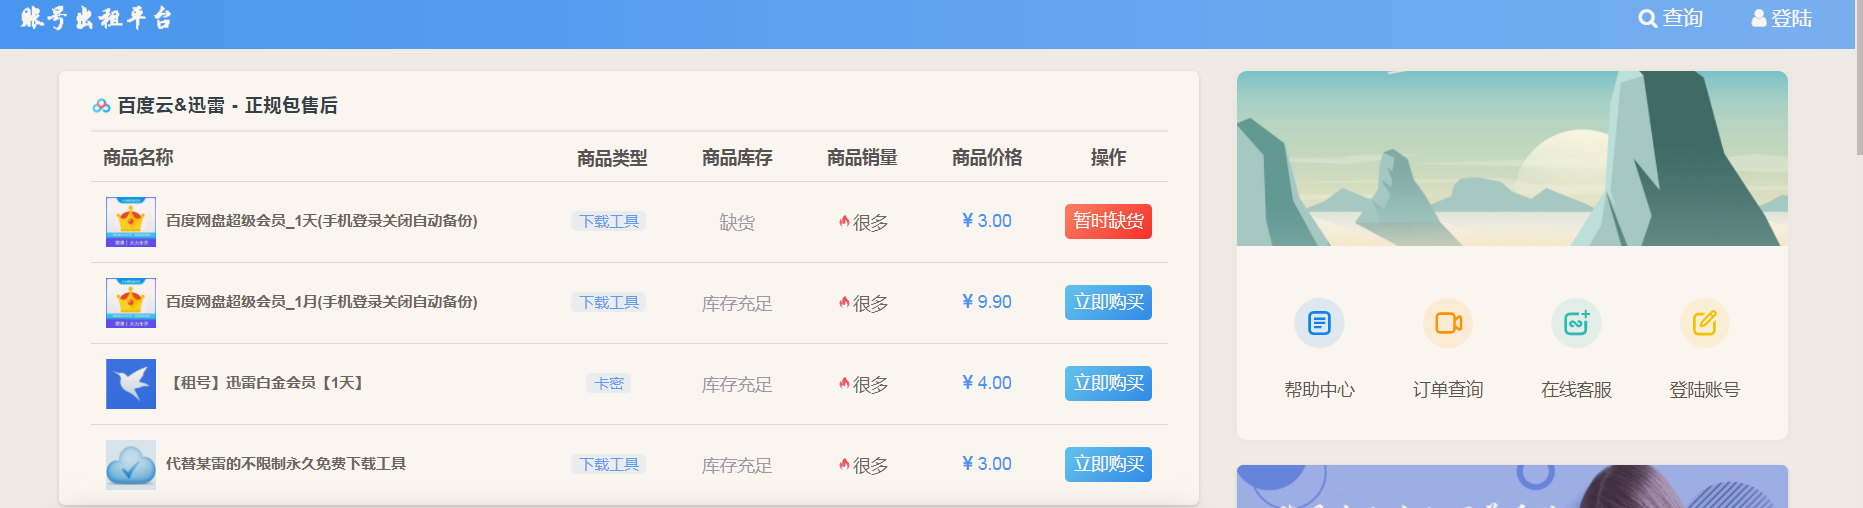 账号出租平台
查询
登陆
百度云&迅雷 - 正规包售后
商品名称 商品类型 商品库存 商品销量 商品价格 操作
百度网盘超级会员_1天(手机登录关闭自动备份) 下载工具 缺货 很多 ¥ 3.00 暂时缺货
百度网盘超级会员_1月(手机登录关闭自动备份) 下载工具 库存充足 很多 ¥ 9.90 立即购买
【租号】迅雷白金会员【1天】 卡密 库存充足 很多 ¥ 4.00 立即购买
代替某雷的不限制永久免费下载工具 下载工具 库存充足 很多 ¥ 3.00 立即购买
帮助中心 订单查询 在线客服 登陆账号